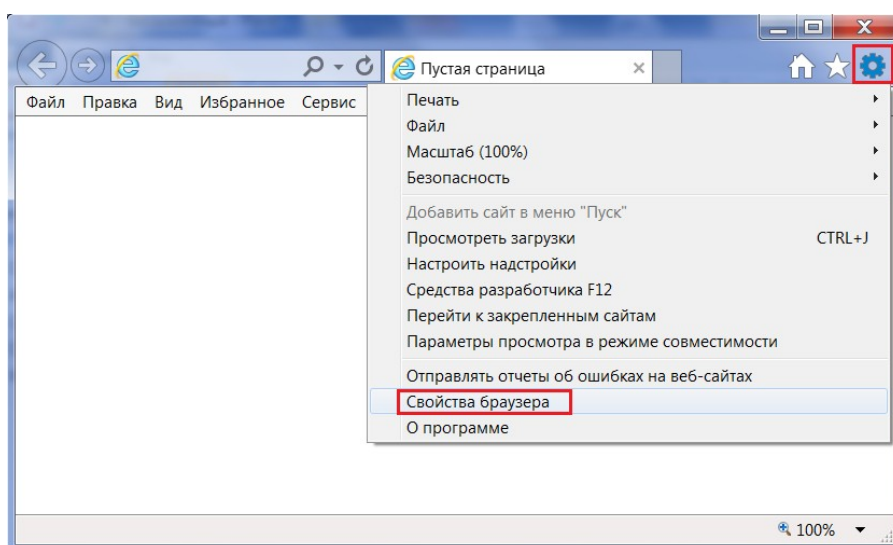 Пустая страница
Файл Правка Вид Избранное Сервис
Печать
Файл
Масштаб (100%)
Безопасность
Добавить сайт в меню "Пуск"
Просмотреть загрузки CTRL+J
Настроить надстройки
Средства разработчика F12
Перейти к закрепленным сайтам
Параметры просмотра в режиме совместимости
Отправлять отчеты об ошибках на веб-сайтах
Свойства браузера
О программе
100%